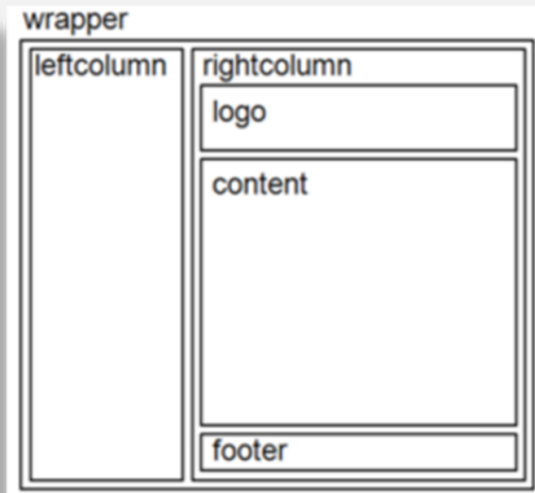 wrapper
leftcolumn
rightcolumn
logo
content
footer